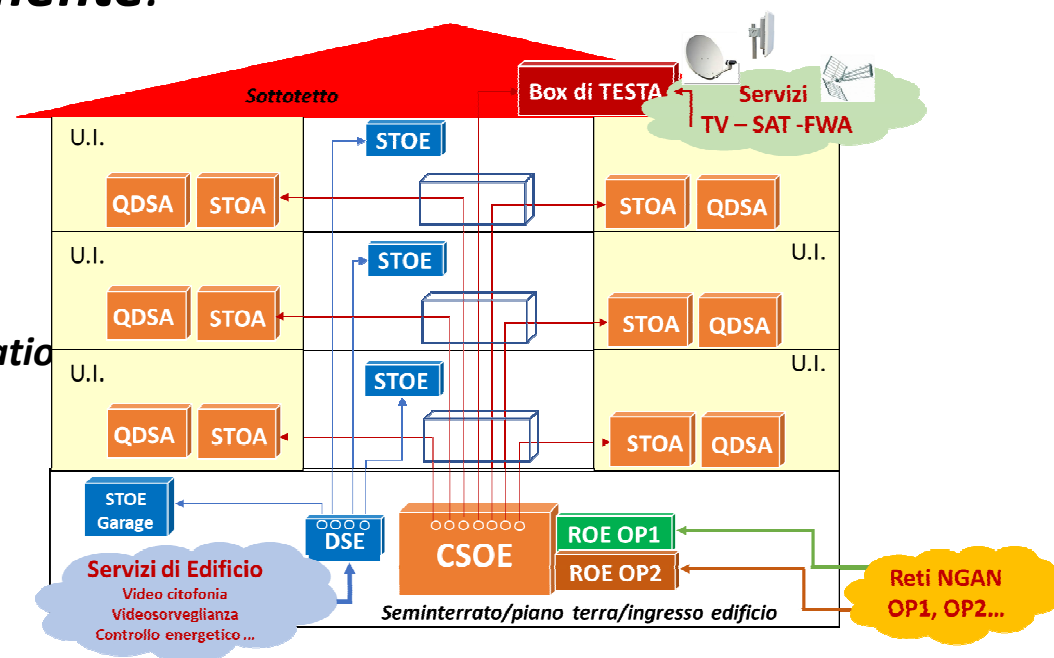 Sottotetto
Box di TESTA
Servizi
TV – SAT -FWA
U.I.
STOE
QDSA STOA
STOA QDSA
U.I.
STOE
U.I.
QDSA STOA
STOA QDSA
U.I.
STOE
U.I.
QDSA STOA
STOA QDSA
STOE
Garage
DSE
CSOE
ROE OP1
ROE OP2
Servizi di Edificio
Video citofonia
Videosorveglianza
Controllo energetico ...
Seminterrato/piano terra/ingresso edificio
Reti NGAN
OP1, OP2...